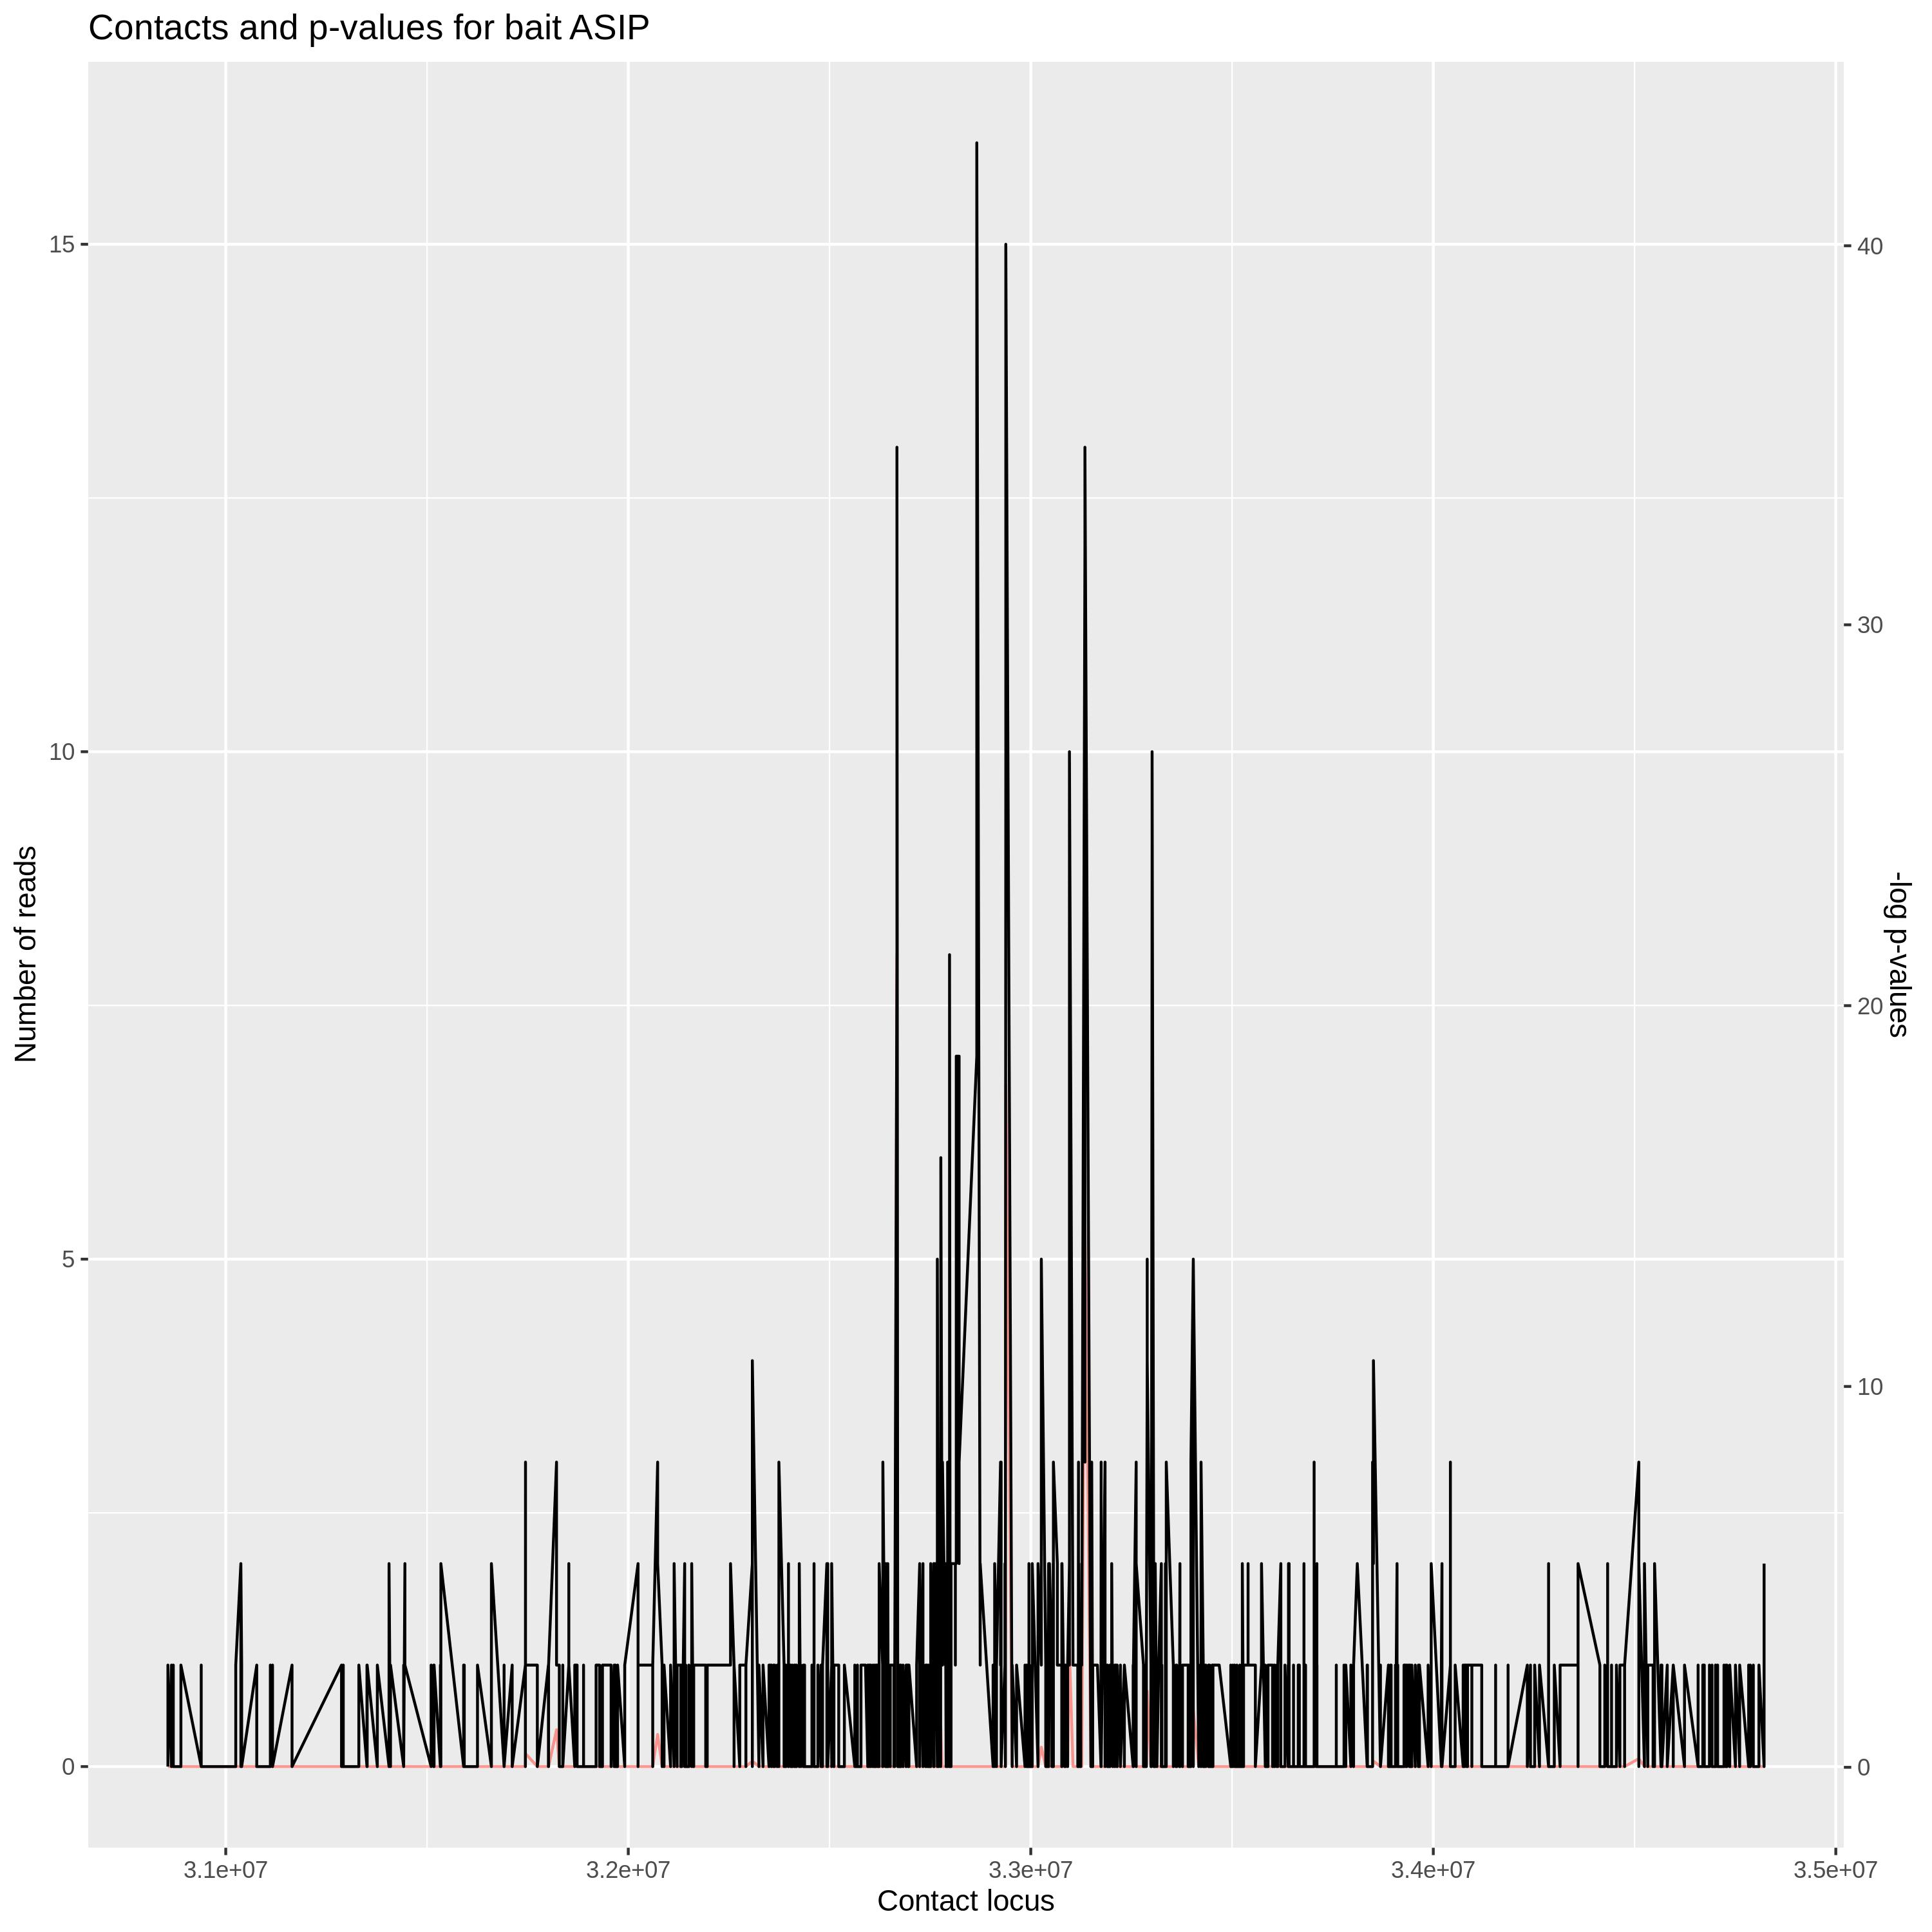 Contacts and p-values for bait ASIP
15
10
5
0
Number of reads
40
30
20
10
0
-log p-values
3.1e+07
3.2e+07
3.3e+07
3.4e+07
3.5e+07
Contact locus